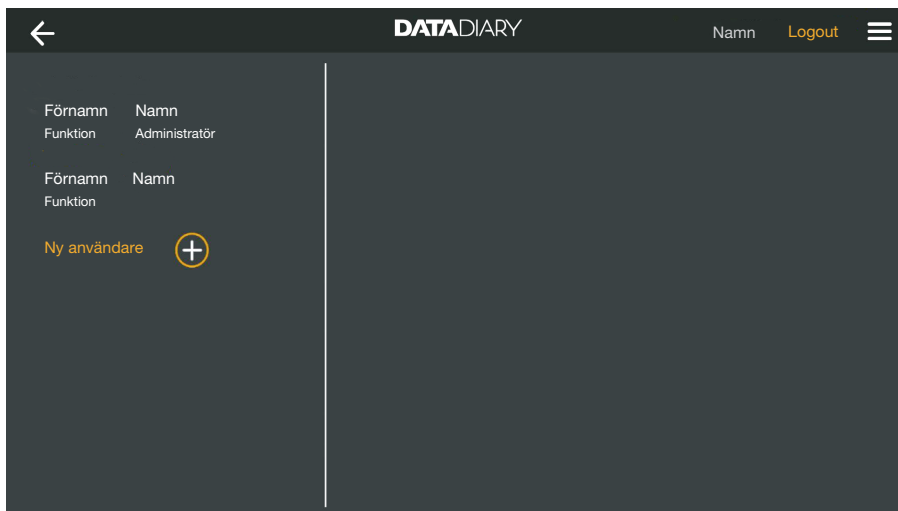 DATADIARY
Namn Logout
Förnamn Namn
Funktion Administratör
Förnamn Namn
Funktion
Ny användare